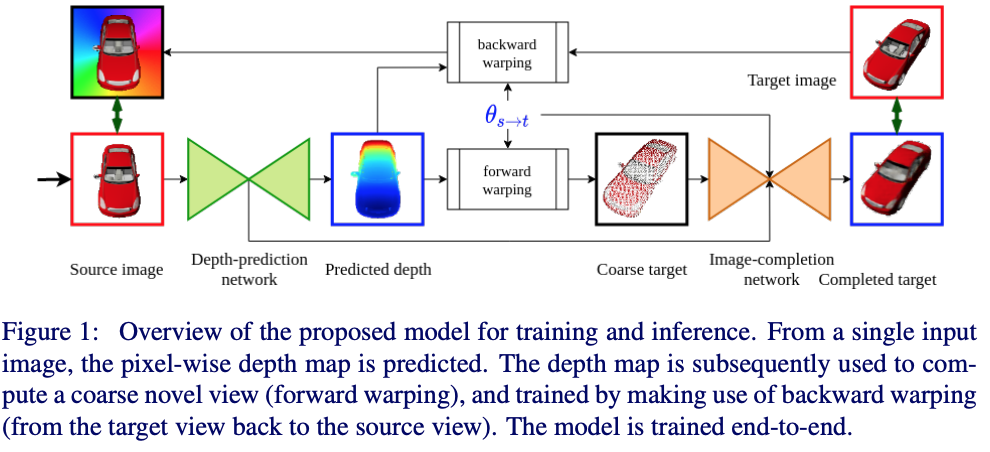 backward
warping
Target image
θs→t
forward
warping
Source image
Depth-prediction
network
Predicted depth
Coarse target
Image-completion
network
Completed target
Figure 1: Overview of the proposed model for training and inference. From a single input
image, the pixel-wise depth map is predicted. The depth map is subsequently used to com-
pute a coarse novel view (forward warping), and trained by making use of backward warping
(from the target view back to the source view). The model is trained end-to-end.